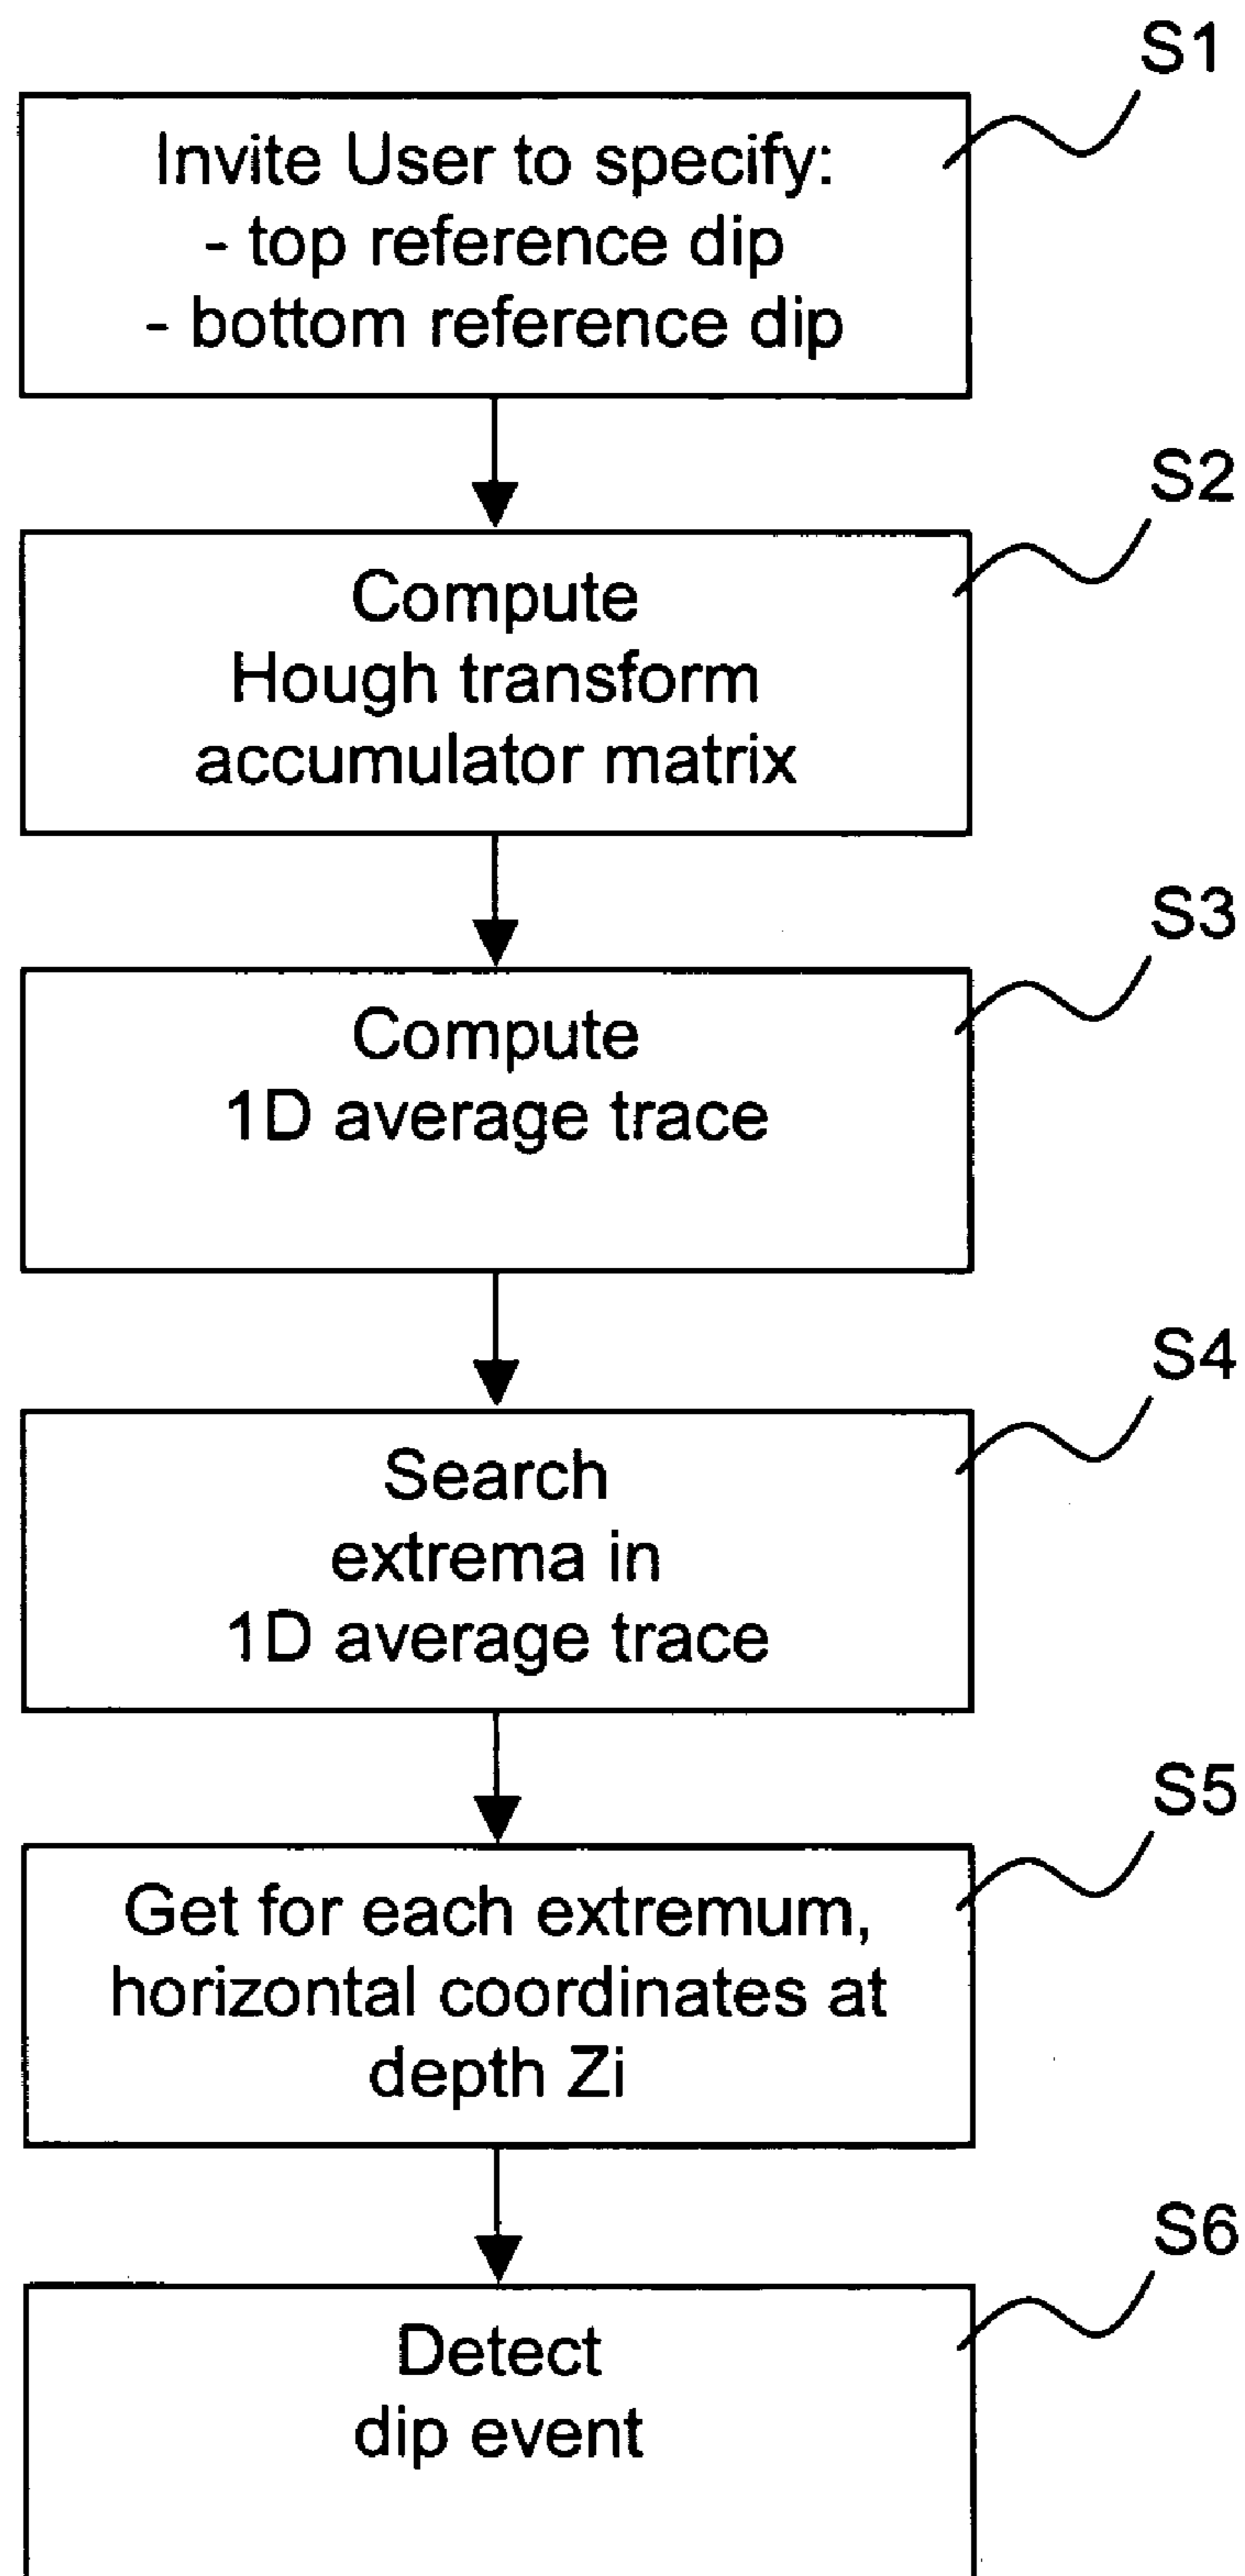 S1
Invite User to specify:
- top reference dip
- bottom reference dip
S2
Compute
Hough transform
accumulator matrix
S3
Compute
1D average trace
S4
Search
extrema in
1D average trace
S5
Get for each extremum,
horizontal coordinates at
depth Zi
S6
Detect
dip event